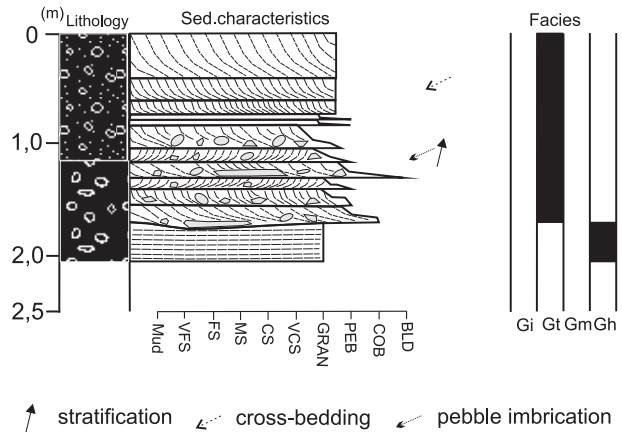 (m) Lithology Sed.characteristics Facies
0
1,0
2,0
2,5
Mud VFS FS MS CS VCS GRAN PEB COB BLD
Gi Gt Gm Gh
stratification cross-bedding pebble imbrication